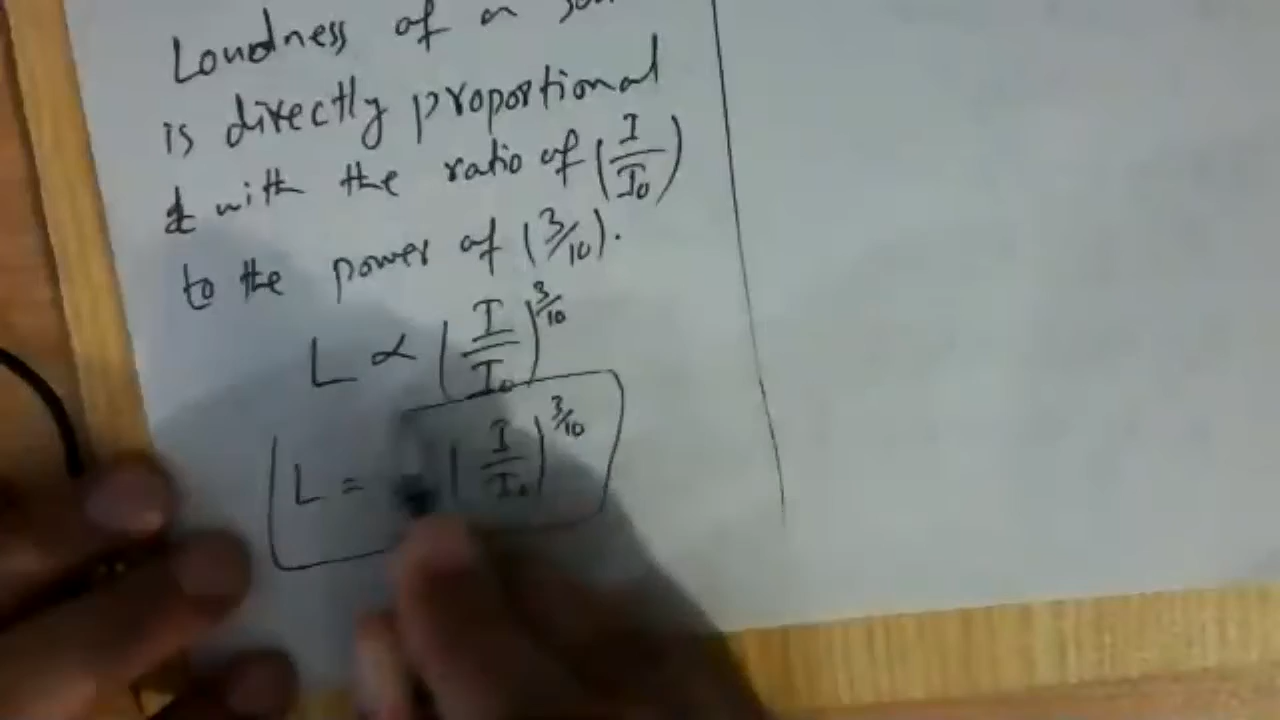 Loudness of a
is directly proportional
with the ratio of (I/I₀)
to the power of (3/10).
L ∝ (I/I₀)^3/10
L = (I/I₀)^3/10